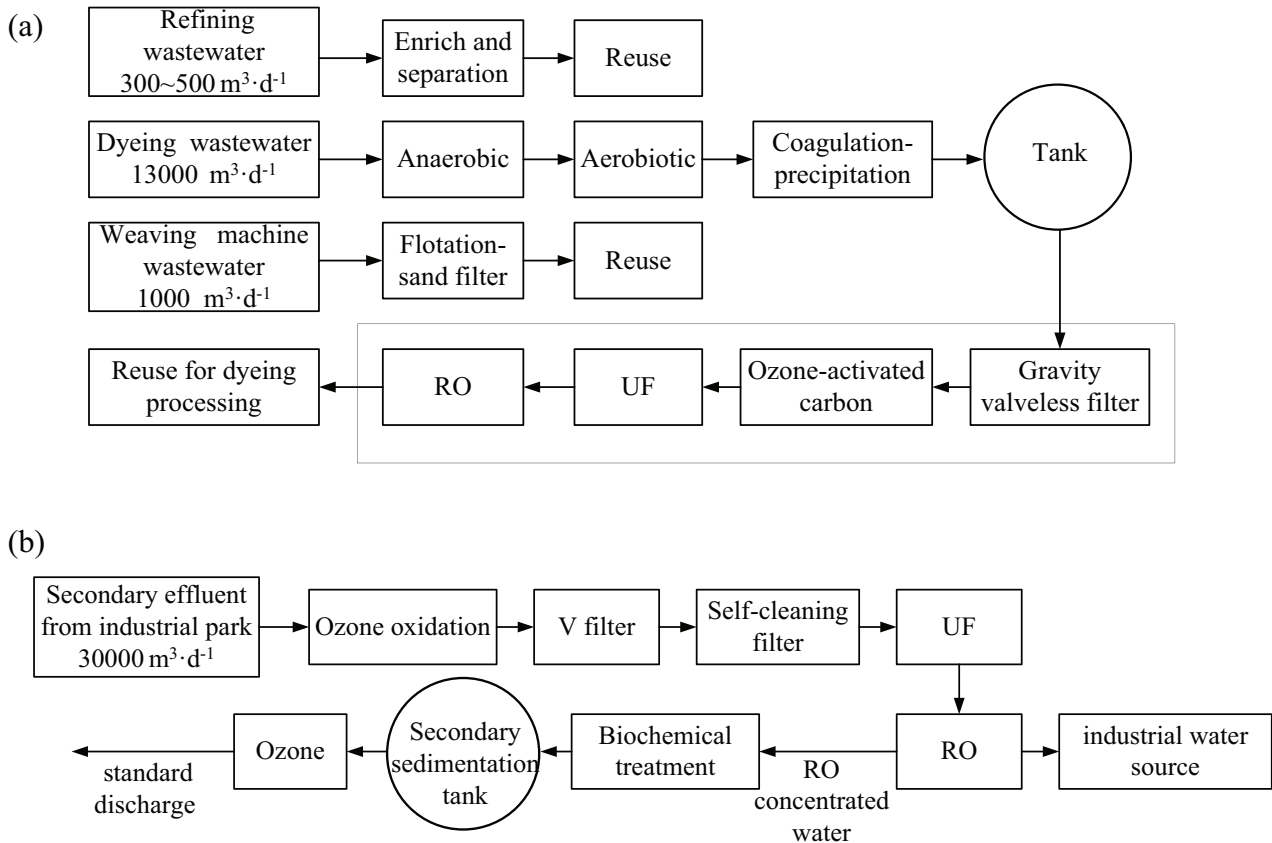 (a)
Refining
wastewater
300~500 m³·d⁻¹
Enrich and
separation
Reuse
Dyeing wastewater
13000 m³·d⁻¹
Anaerobic
Aerobiotic
Coagulation-
precipitation
Tank
Weaving machine
wastewater
1000 m³·d⁻¹
Flotation-
sand filter
Reuse
Reuse for dyeing
processing
RO
UF
Ozone-activated
carbon
Gravity
valveless filter
(b)
Secondary effluent
from industrial park
30000 m³·d⁻¹
Ozone oxidation
V filter
Self-cleaning
filter
UF
standard
discharge
Ozone
Secondary
sedimentation
tank
Biochemical
treatment
RO
concentrated
water
RO
industrial water
source